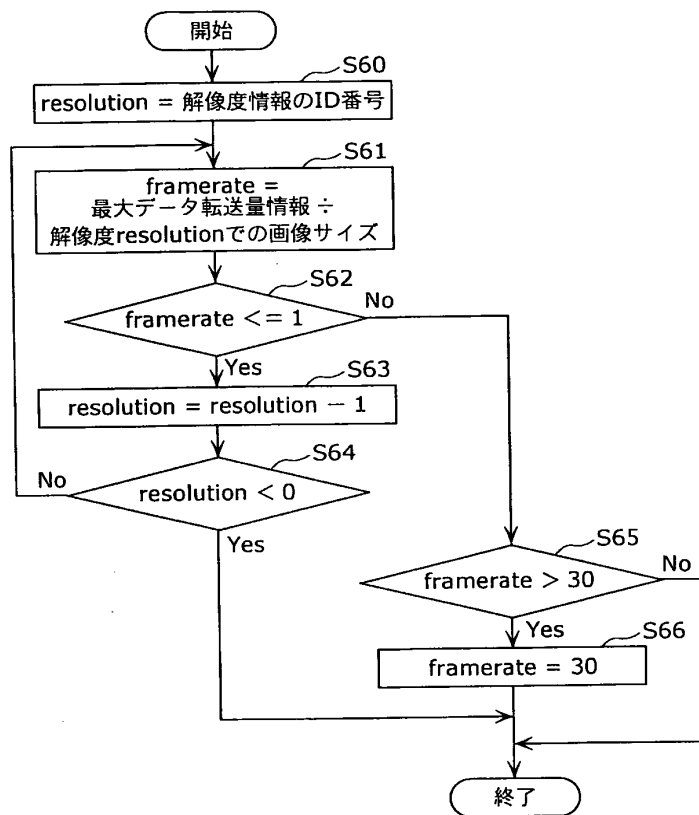 開始
S60
resolution = 解像度情報のID番号
S61
framerate =
最大データ転送量情報 ÷
解像度resolutionでの画像サイズ
S62
framerate <= 1
No
Yes
S63
resolution = resolution − 1
S64
No
resolution < 0
Yes
S65
framerate > 30
No
Yes
S66
framerate = 30
終了